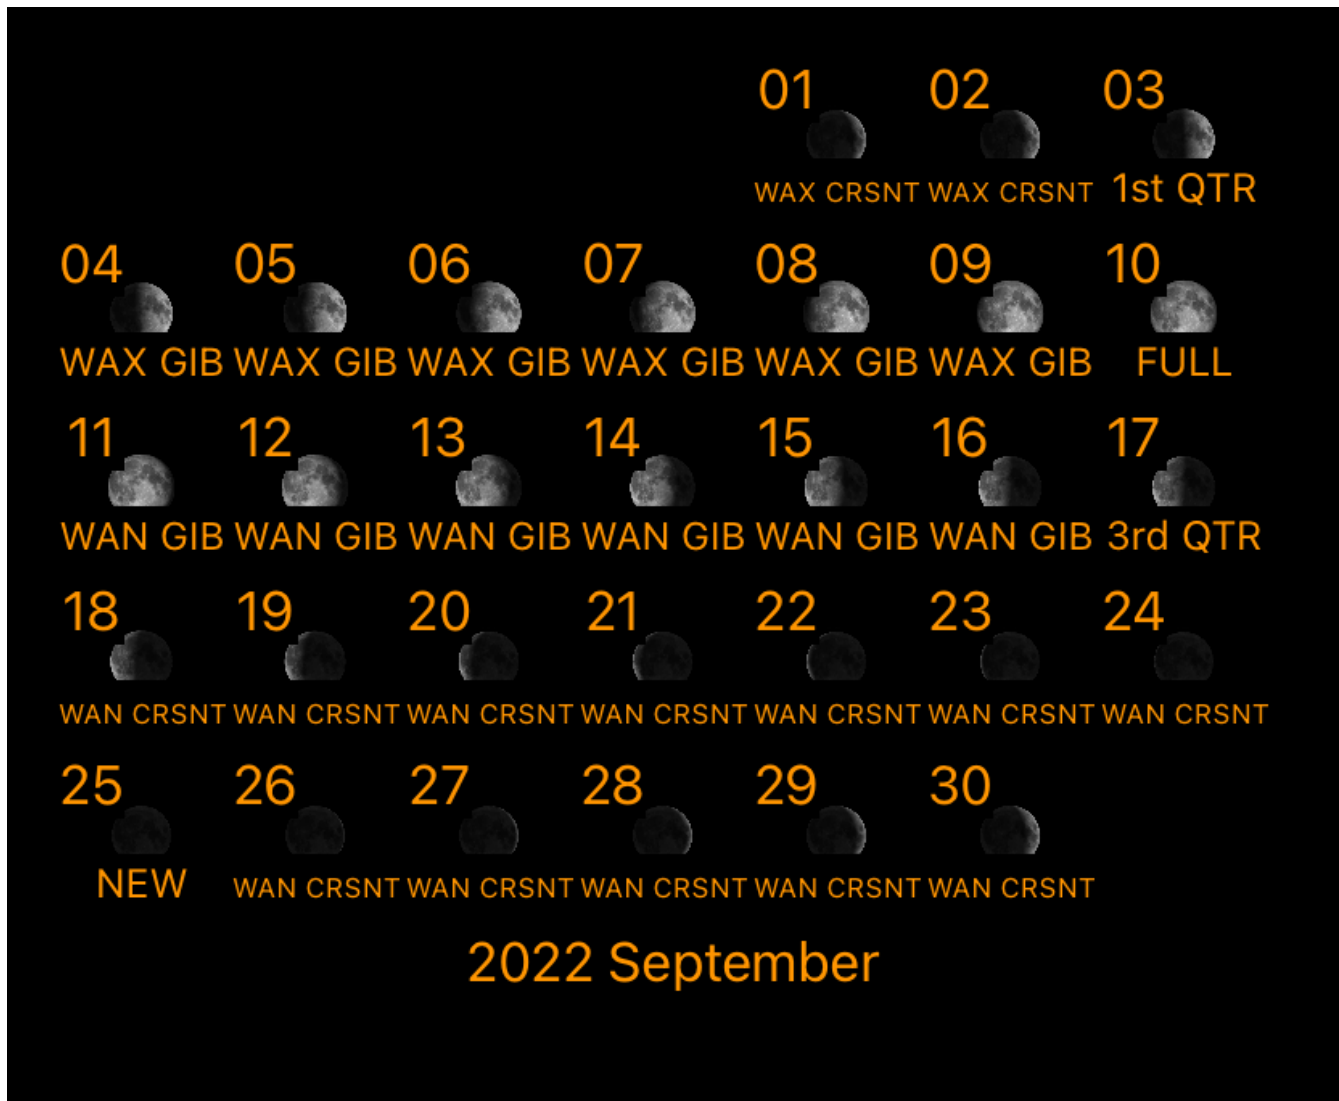 01 02 03
WAX CRSNT WAX CRSNT 1st QTR
04 05 06 07 08 09 10
WAX GIB WAX GIB WAX GIB WAX GIB WAX GIB WAX GIB FULL
11 12 13 14 15 16 17
WAN GIB WAN GIB WAN GIB WAN GIB WAN GIB WAN GIB 3rd QTR
18 19 20 21 22 23 24
WAN CRSNT WAN CRSNT WAN CRSNT WAN CRSNT WAN CRSNT WAN CRSNT WAN CRSNT
25 26 27 28 29 30
NEW WAN CRSNT WAN CRSNT WAN CRSNT WAN CRSNT WAN CRSNT
2022 September